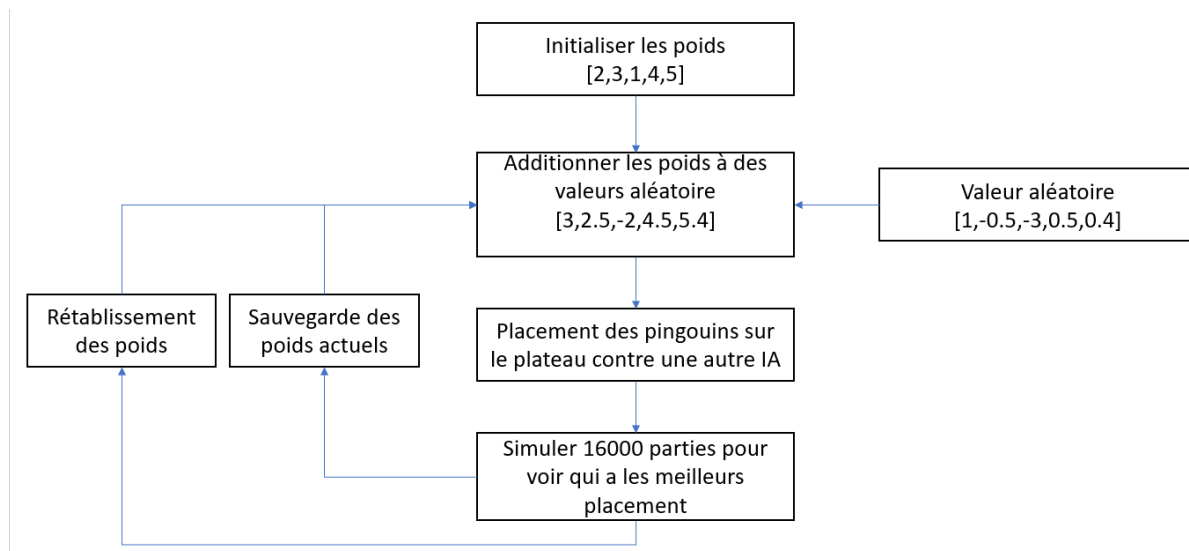 Initialiser les poids
[2,3,1,4,5]
Additionner les poids à des
valeurs aléatoire
[3,2.5,-2,4.5,5.4]
Valeur aléatoire
[1,-0.5,-3,0.5,0.4]
Rétablissement
des poids
Sauvegarde des
poids actuels
Placement des pingouins sur
le plateau contre une autre IA
Simuler 16000 parties pour
voir qui a les meilleurs
placement